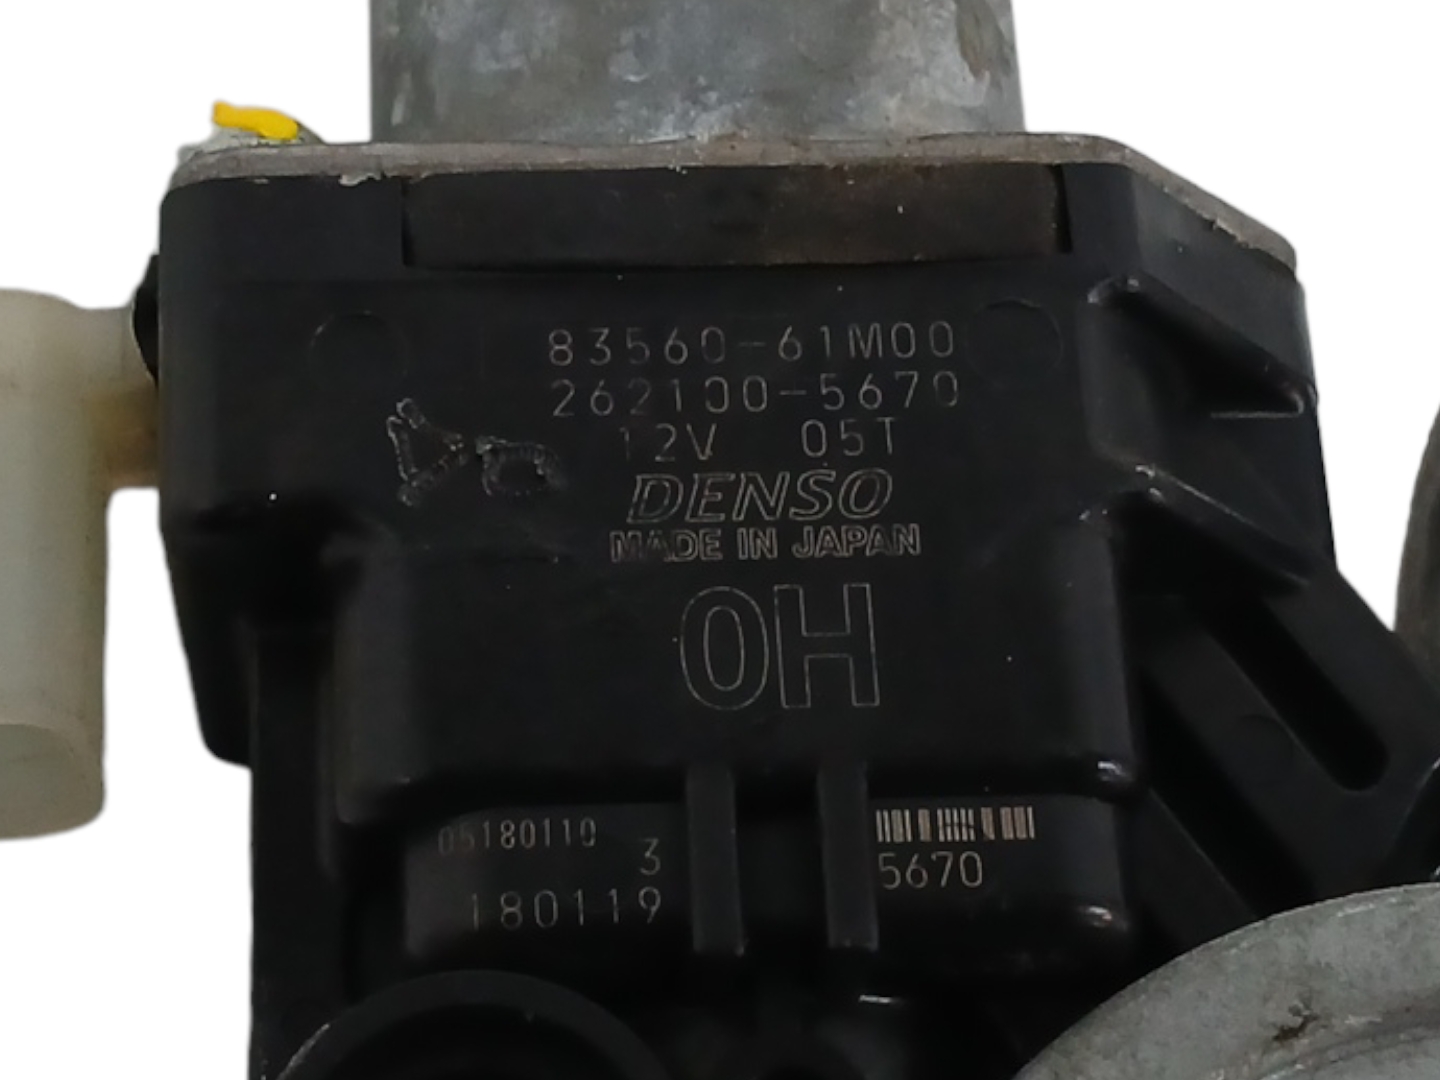 83560-61M00
262100-5670
12V 05T
DENSO
MADE IN JAPAN
0H
05180110
3
180119
5670